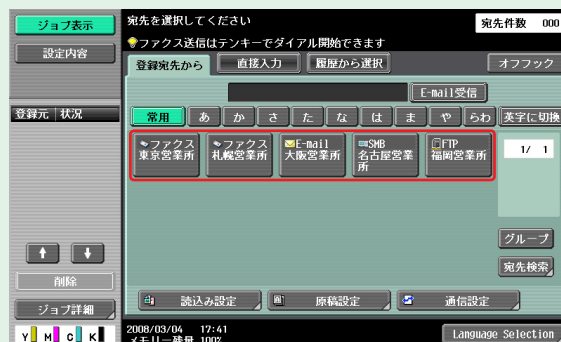 ジョブ表示
設定内容
登録元 状況
削除
ジョブ詳細
Y M C K
宛先を選択してください
宛先件数 000
ファクス送信はテンキーでダイアル開始できます
登録宛先から 直接入力 履歴から選択 オフフック
E-mail受信
常用 あ か さ た な は ま や らわ 英字に切換
ファクス
東京営業所
ファクス
札幌営業所
E-mail
大阪営業所
SMB
名古屋営業所
FTP
福岡営業所
1/ 1
グループ
宛先検索
読込み設定 原稿設定 通信設定
2008/03/04 17:41
メモリー残量 100%
Language Selection